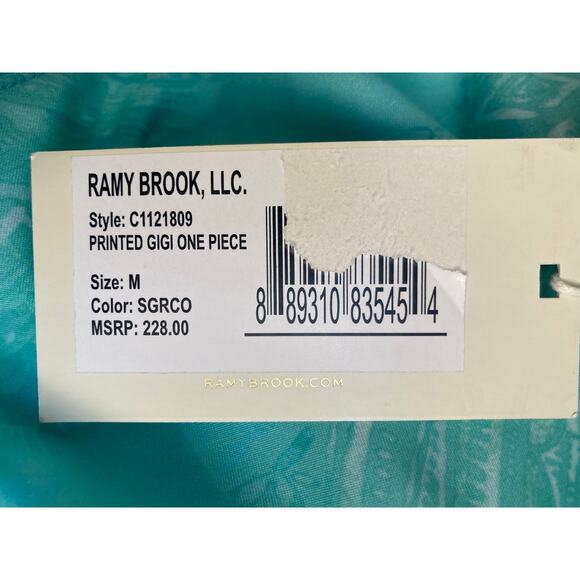 RAMY BROOK, LLC.
Style: C1121809
PRINTED GIGI ONE PIECE
Size: M
Color: SGRCO
MSRP: 228.00
8 89310 83545 4
RAMYBROOK.COM